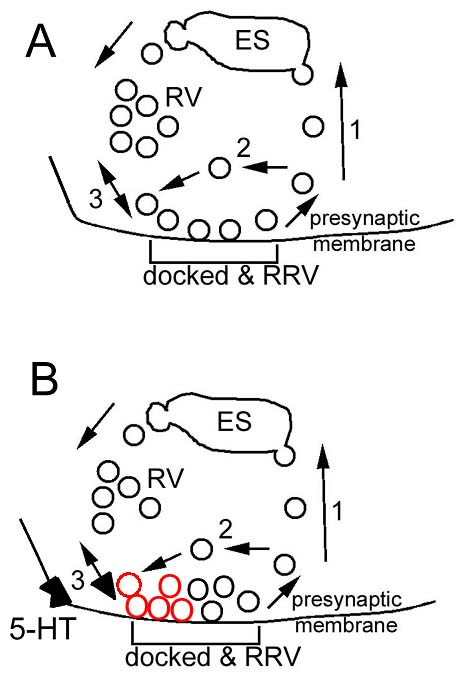 A
ES
RV
1
2
3
presynaptic
membrane
docked & RRV
B
ES
RV
1
2
3
presynaptic
membrane
5-HT
docked & RRV